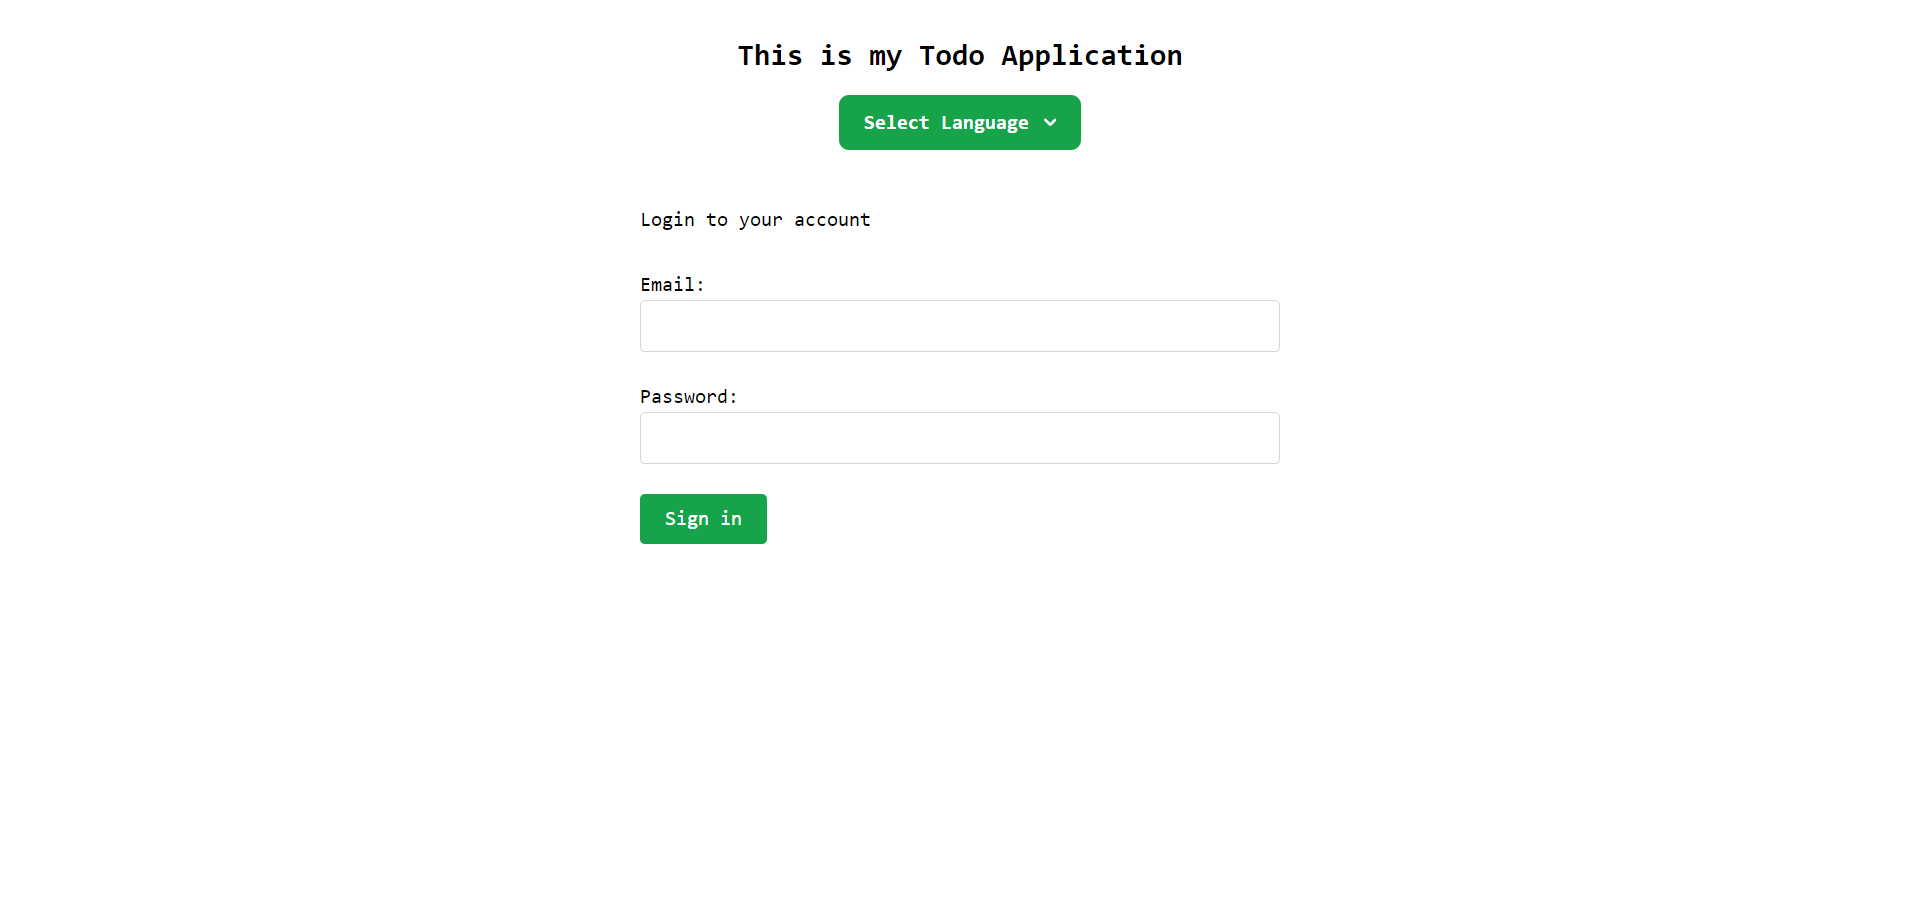 This is my Todo Application
Select Language
Login to your account
Email:
Password:
Sign in